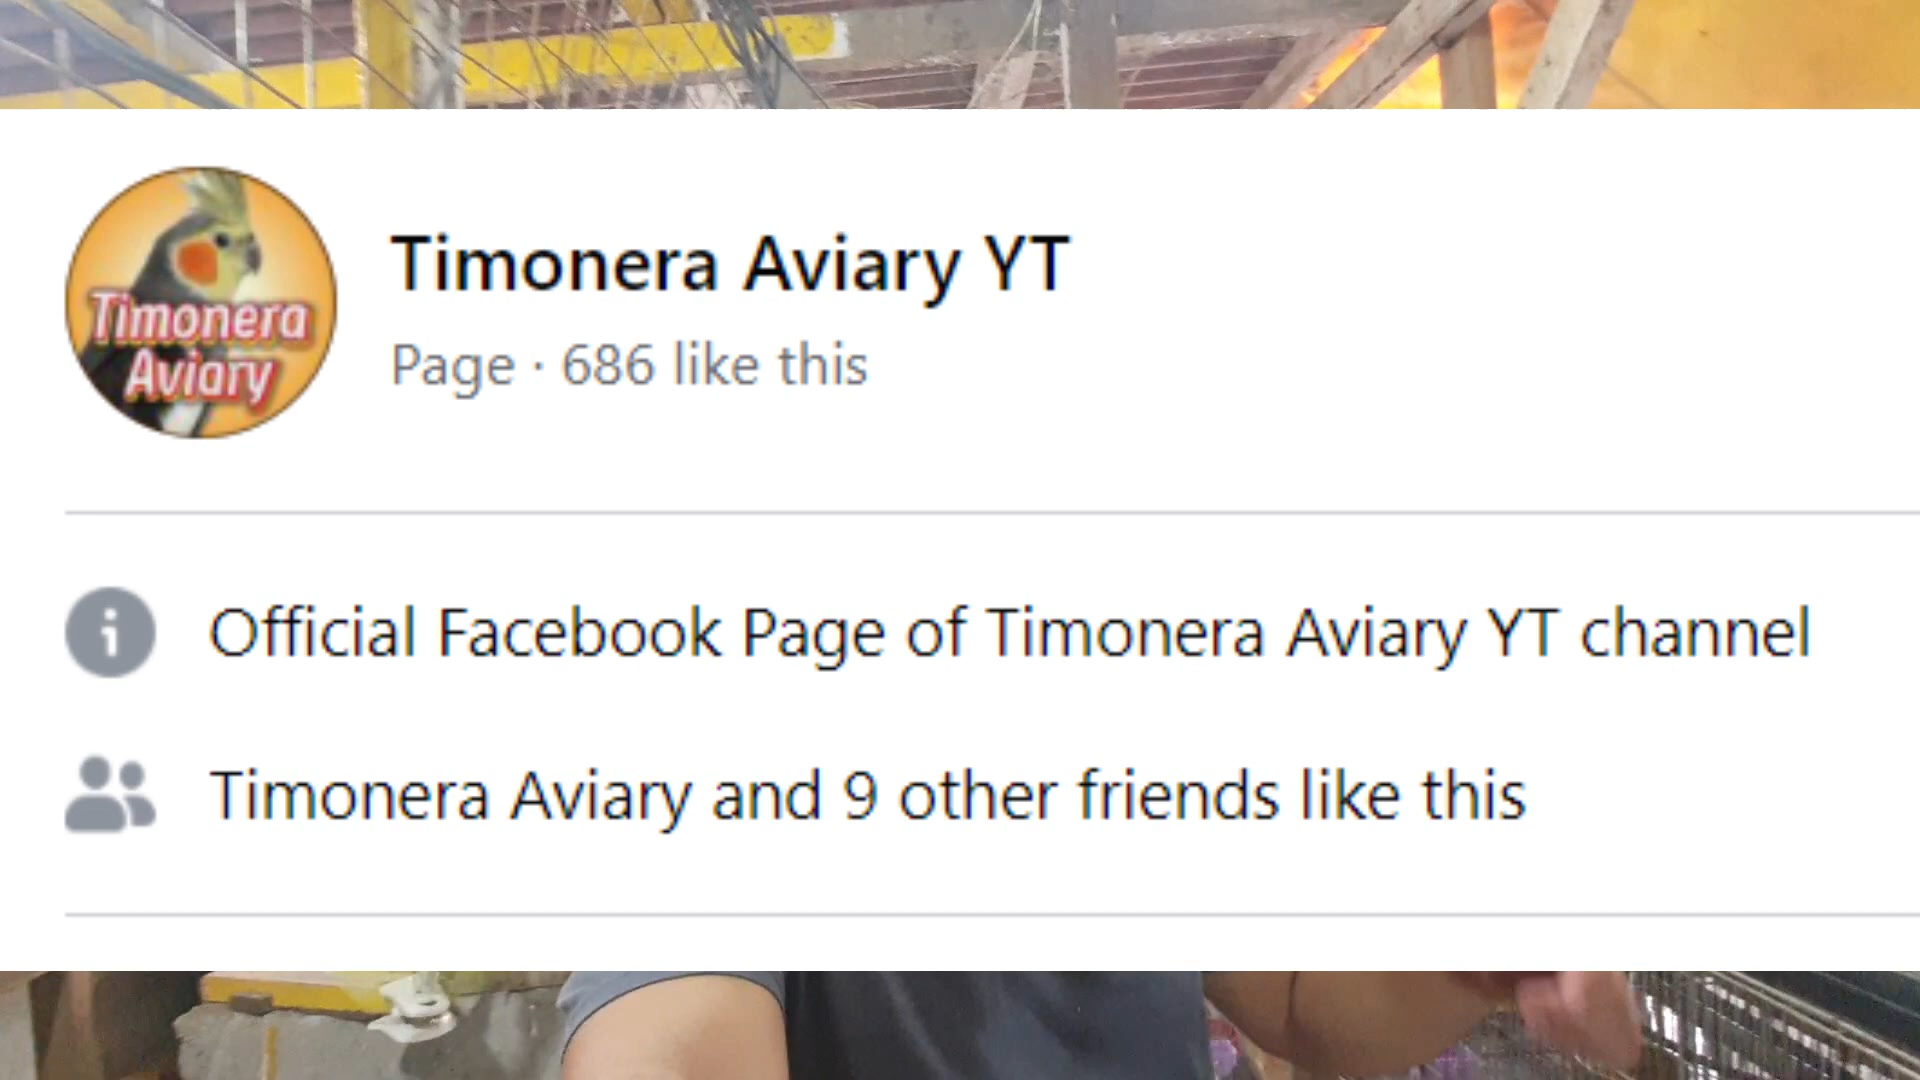 Timonera
Aviary
Timonera Aviary YT
Page · 686 like this
Official Facebook Page of Timonera Aviary YT channel
Timonera Aviary and 9 other friends like this